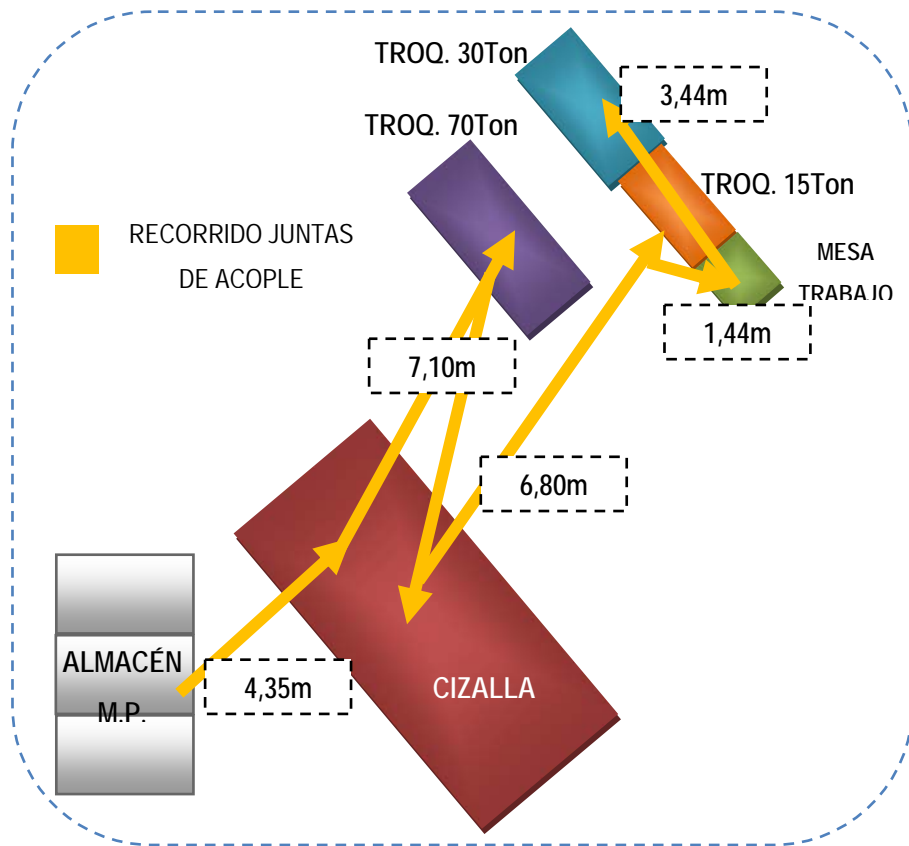 TROQ. 30Ton
3,44m
TROQ. 70Ton
TROQ. 15Ton
RECORRIDO JUNTAS
DE ACOPLE
MESA
TRABAJO
1,44m
7,10m
6,80m
ALMACÉN
M.P.
4,35m
CIZALLA